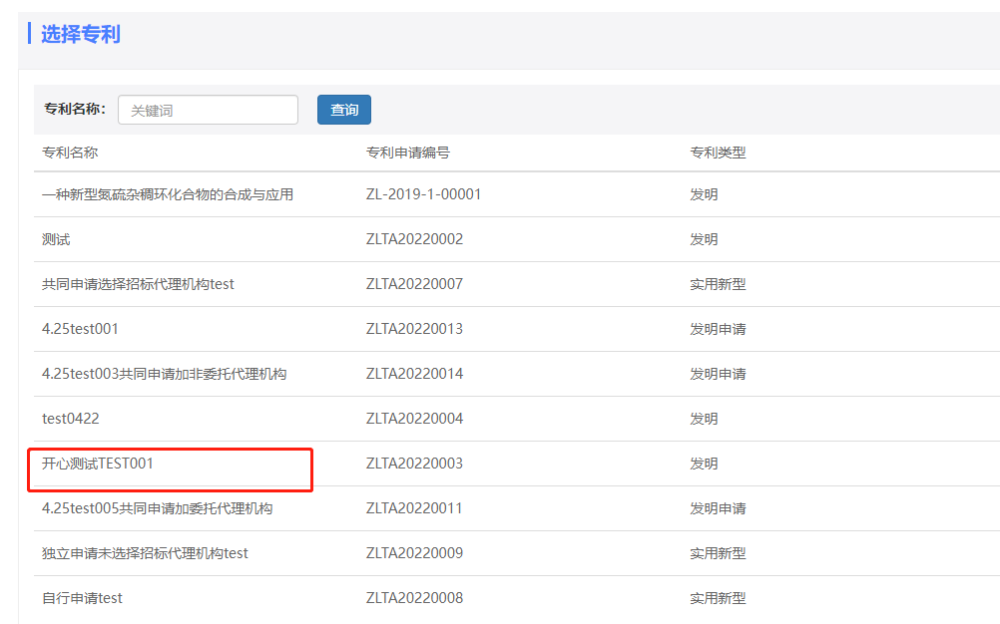 选择专利
专利名称： 关键词 查询
专利名称 专利申请编号 专利类型
一种新型氮硫杂稠环化合物的合成与应用 ZL-2019-1-00001 发明
测试 ZLTA20220002 发明
共同申请选择招标代理机构test ZLTA20220007 实用新型
4.25test001 ZLTA20220013 发明申请
4.25test003共同申请加非委托代理机构 ZLTA20220014 发明申请
test0422 ZLTA20220004 发明
开心测试TEST001 ZLTA20220003 发明
4.25test005共同申请加委托代理机构 ZLTA20220011 发明申请
独立申请未选择招标代理机构test ZLTA20220009 实用新型
自行申请test ZLTA20220008 实用新型